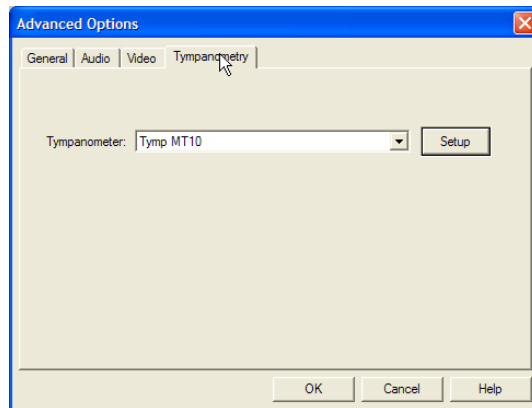 Advanced Options
General Audio Video Tympanometry
Tympanometer: Tymp MT10 Setup
OK Cancel Help